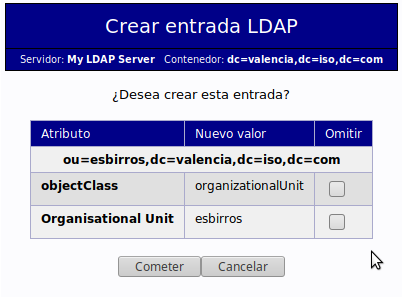 Crear entrada LDAP
Servidor: My LDAP Server Contenedor: dc=valencia,dc=iso,dc=com
¿Desea crear esta entrada?
Atributo Nuevo valor Omitir
ou=esbirros,dc=valencia,dc=iso,dc=com
objectClass organizationalUnit
Organisational Unit esbirros
Cometer Cancelar